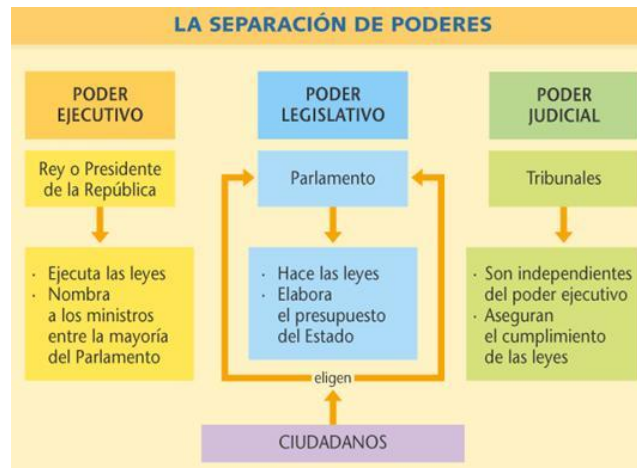 LA SEPARACIÓN DE PODERES
PODER
EJECUTIVO
Rey o Presidente
de la República
· Ejecuta las leyes
· Nombra
a los ministros
entre la mayoría
del Parlamento
PODER
LEGISLATIVO
Parlamento
· Hace las leyes
· Elabora
el presupuesto
del Estado
PODER
JUDICIAL
Tribunales
· Son independientes
del poder ejecutivo
· Aseguran
el cumplimiento
de las leyes
eligen
CIUDADANOS